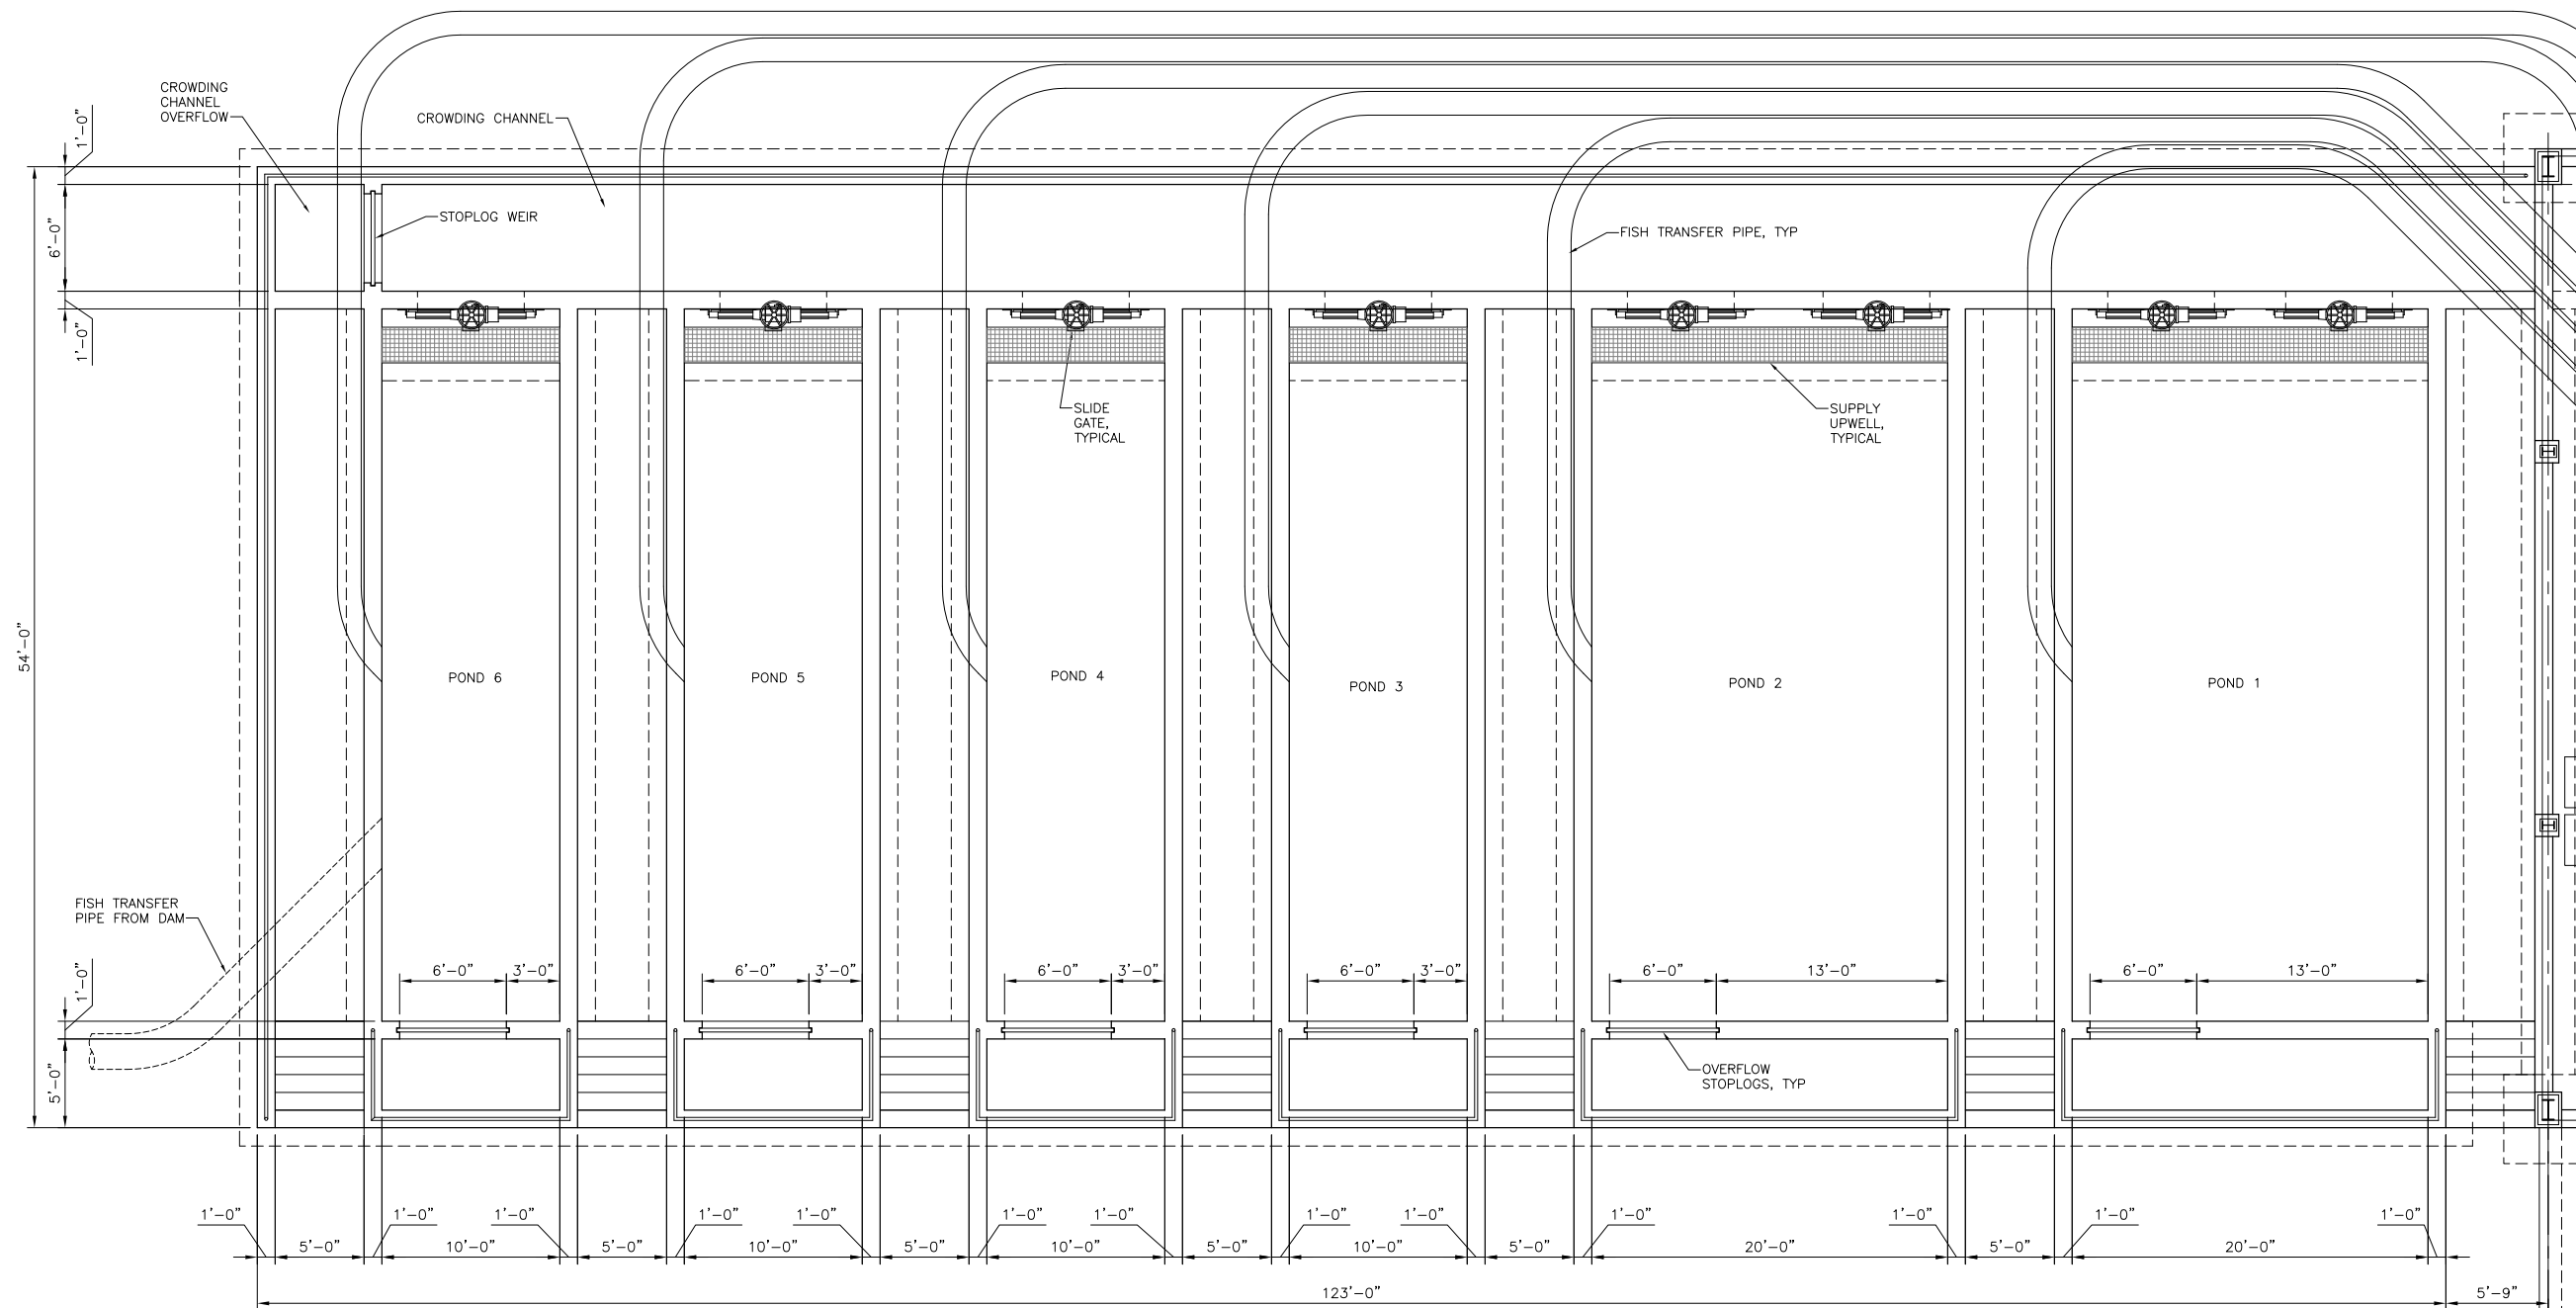 CROWDING
CHANNEL
OVERFLOW
CROWDING CHANNEL
1'-0"
6'-0"
1'-0"
54'-0"
STOPLOG WEIR
FISH TRANSFER PIPE, TYP
SLIDE
GATE,
TYPICAL
SUPPLY
UPWELL,
TYPICAL
POND 6
POND 5
POND 4
POND 3
POND 2
POND 1
FISH TRANSFER
PIPE FROM DAM
1'-0"
5'-0"
6'-0" 3'-0" 6'-0" 3'-0" 6'-0" 3'-0" 6'-0" 3'-0" 6'-0" 13'-0" 6'-0" 13'-0"
OVERFLOW
STOPLOGS, TYP
1'-0" 1'-0" 1'-0" 1'-0" 1'-0" 1'-0" 1'-0" 1'-0" 1'-0" 1'-0" 1'-0" 1'-0" 1'-0"
5'-0" 10'-0" 5'-0" 10'-0" 5'-0" 10'-0" 5'-0" 10'-0" 5'-0" 20'-0" 5'-0" 20'-0"
123'-0" 5'-9"